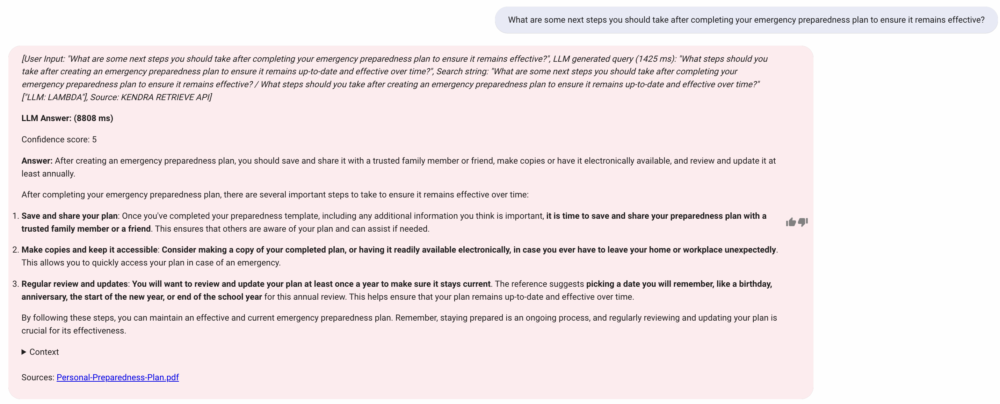 What are some next steps you should take after completing your emergency preparedness plan to ensure it remains effective?
[User Input: "What are some next steps you should take after completing your emergency preparedness plan to ensure it remains effective?", LLM generated query (1425 ms): "What steps should you
take after creating an emergency preparedness plan to ensure it remains up-to-date and effective over time?", Search string: "What are some next steps you should take after completing your
emergency preparedness plan to ensure it remains effective? / What steps should you take after creating an emergency preparedness plan to ensure it remains up-to-date and effective over time?"
["LLM: LAMBDA"], Source: KENDRA RETRIEVE API]
LLM Answer: (8808 ms)
Confidence score: 5
Answer: After creating an emergency preparedness plan, you should save and share it with a trusted family member or friend, make copies or have it electronically available, and review and update it at
least annually.
After completing your emergency preparedness plan, there are several important steps to take to ensure it remains effective over time:
1. Save and share your plan: Once you've completed your preparedness template, including any additional information you think is important, it is time to save and share your preparedness plan with a
trusted family member or a friend. This ensures that others are aware of your plan and can assist if needed.
2. Make copies and keep it accessible: Consider making a copy of your completed plan, or having it readily available electronically, in case you ever have to leave your home or workplace unexpectedly.
This allows you to quickly access your plan in case of an emergency.
3. Regular review and updates: You will want to review and update your plan at least once a year to make sure it stays current. The reference suggests picking a date you will remember, like a birthday,
anniversary, the start of the new year, or end of the school year for this annual review. This helps ensure that your plan remains up-to-date and effective over time.
By following these steps, you can maintain an effective and current emergency preparedness plan. Remember, staying prepared is an ongoing process, and regularly reviewing and updating your plan is
crucial for its effectiveness.
Context
Sources: Personal-Preparedness-Plan.pdf